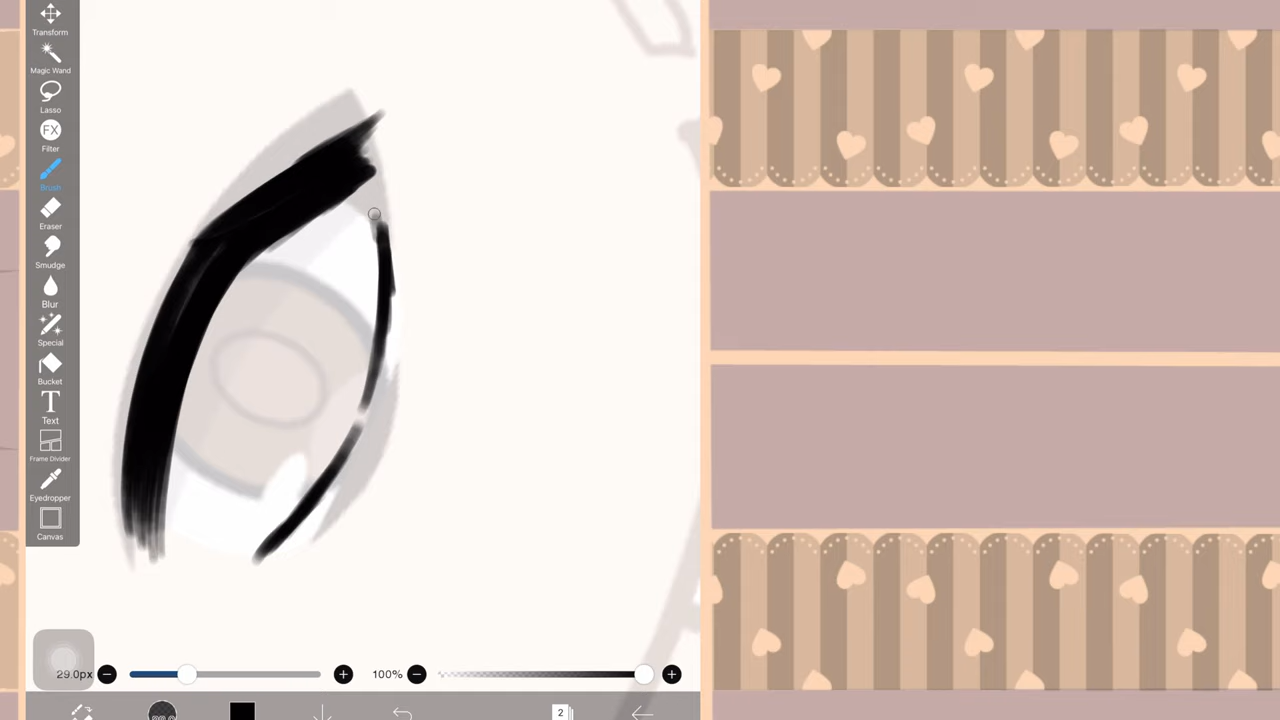 Transform
Magic Wand
Lasso
FX
Filter
Brush
Eraser
Smudge
Blur
Special
Bucket
T
Text
Frame Divider
Eyedropper
Canvas
29.0px
100%
2